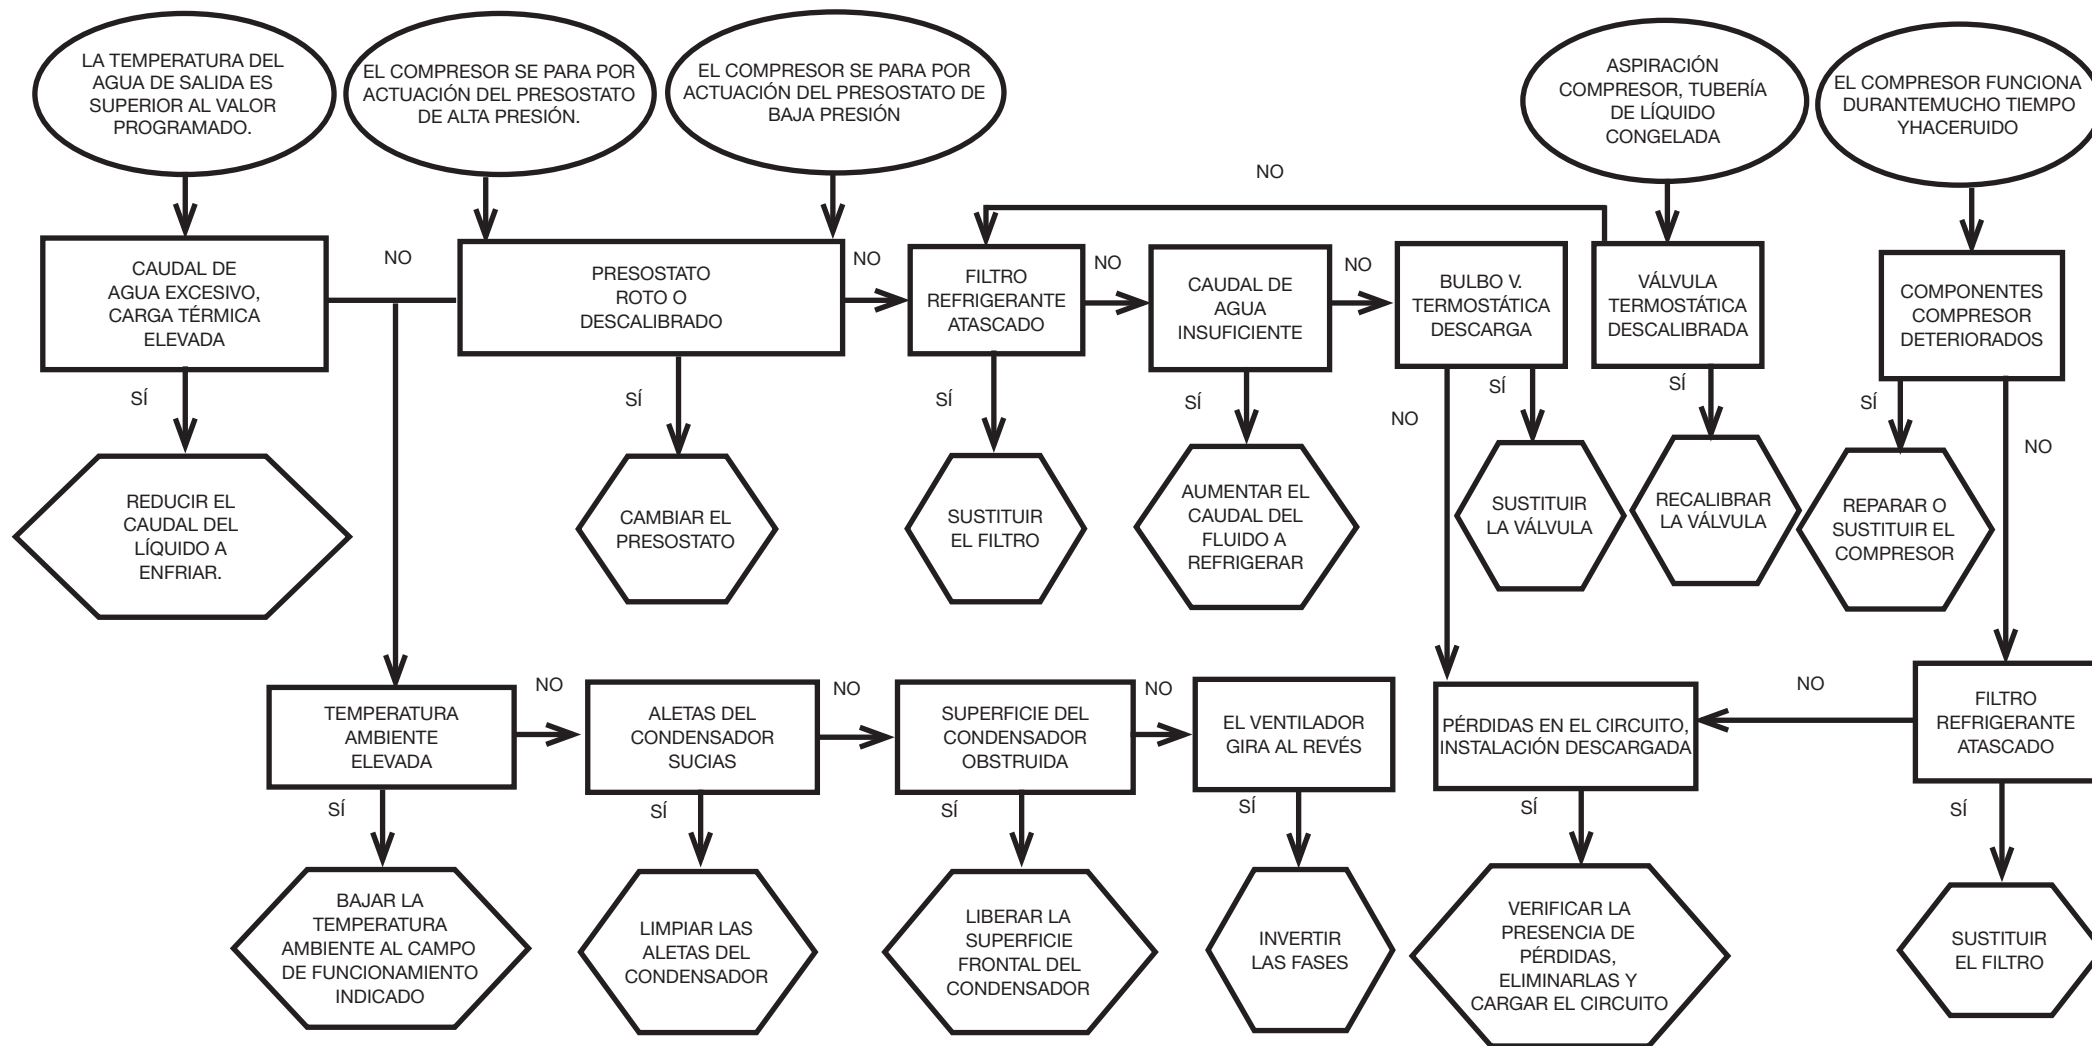 LA TEMPERATURA DEL
AGUA DE SALIDA ES
SUPERIOR AL VALOR
PROGRAMADO.
EL COMPRESOR SE PARA POR
ACTUACIÓN DEL PRESOSTATO
DE ALTA PRESIÓN.
EL COMPRESOR SE PARA POR
ACTUACIÓN DEL PRESOSTATO DE
BAJA PRESIÓN
ASPIRACIÓN
COMPRESOR, TUBERÍA
DE LÍQUIDO
CONGELADA
EL COMPRESOR FUNCIONA
DURANTEMUCHO TIEMPO
YHACERUIDO
NO
CAUDAL DE
AGUA EXCESIVO,
CARGA TÉRMICA
ELEVADA
NO
PRESOSTATO
ROTO O
DESCALIBRADO
NO
FILTRO
REFRIGERANTE
ATASCADO
NO
CAUDAL DE
AGUA
INSUFICIENTE
NO
BULBO V.
TERMOSTÁTICA
DESCARGA
VÁLVULA
TERMOSTÁTICA
DESCALIBRADA
COMPONENTES
COMPRESOR
DETERIORADOS
SÍ
SÍ
SÍ
SÍ
NO
SÍ
SÍ
SÍ
NO
REDUCIR EL
CAUDAL DEL
LÍQUIDO A
ENFRIAR.
CAMBIAR EL
PRESOSTATO
SUSTITUIR
EL FILTRO
AUMENTAR EL
CAUDAL DEL
FLUIDO A
REFRIGERAR
SUSTITUIR
LA VÁLVULA
RECALIBRAR
LA VÁLVULA
REPARAR O
SUSTITUIR EL
COMPRESOR
TEMPERATURA
AMBIENTE
ELEVADA
NO
ALETAS DEL
CONDENSADOR
SUCIAS
NO
SUPERFICIE DEL
CONDENSADOR
OBSTRUIDA
NO
EL VENTILADOR
GIRA AL REVÉS
PÉRDIDAS EN EL CIRCUITO,
INSTALACIÓN DESCARGADA
NO
FILTRO
REFRIGERANTE
ATASCADO
SÍ
SÍ
SÍ
SÍ
SÍ
SÍ
BAJAR LA
TEMPERATURA
AMBIENTE AL CAMPO
DE FUNCIONAMIENTO
INDICADO
LIMPIAR LAS
ALETAS DEL
CONDENSADOR
LIBERAR LA
SUPERFICIE
FRONTAL DEL
CONDENSADOR
INVERTIR
LAS FASES
VERIFICAR LA
PRESENCIA DE
PÉRDIDAS,
ELIMINARLAS Y
CARGAR EL CIRCUITO
SUSTITUIR
EL FILTRO